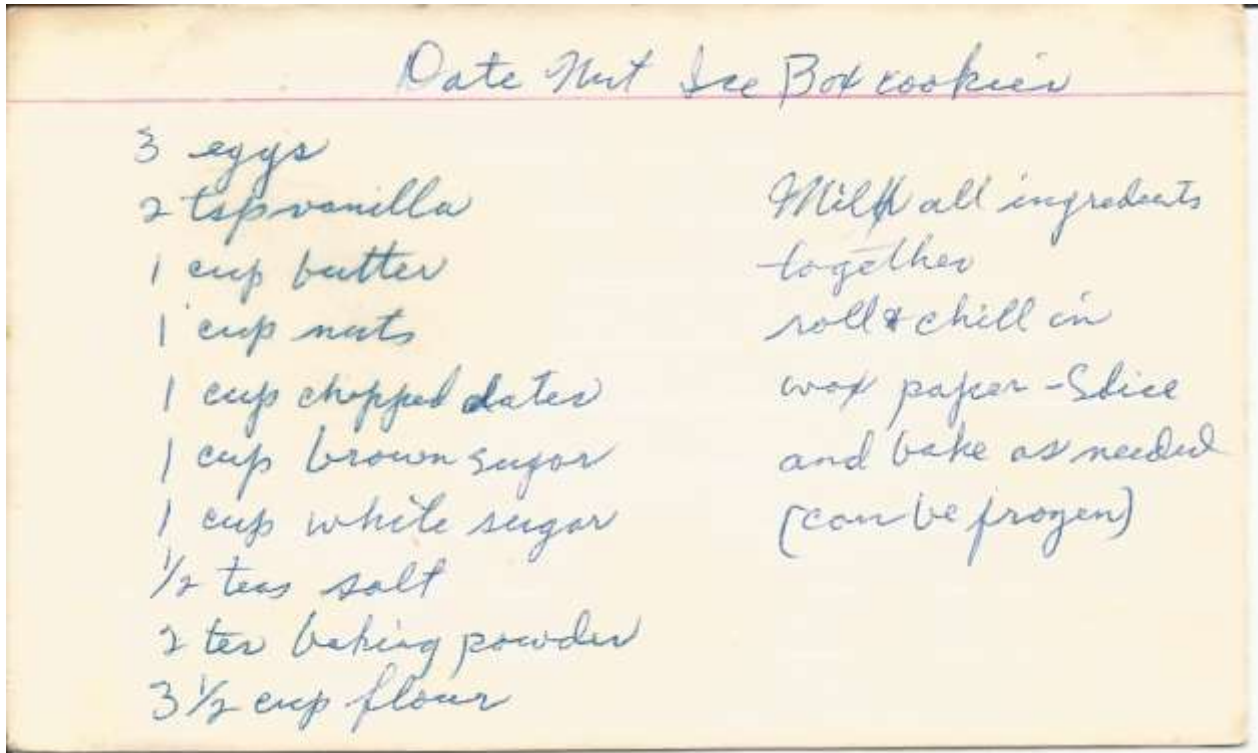 Date Nut Ice Box cookies
3 eggs
2 tsp vanilla
1 cup butter
1 cup nuts
1 cup chopped dates
1 cup brown sugar
1 cup white sugar
1/2 teas salt
2 tes baking powder
3 1/2 cup flour
all ingredients
together
roll & chill in
wax paper - Slice
and bake as needed
(can be frozen)